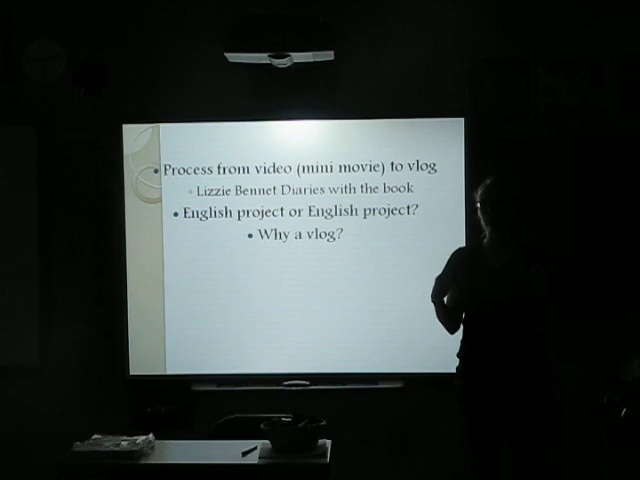 • Process from video (mini movie) to vlog
◦ Lizzie Bennet Diaries with the book
• English project or English project?
• Why a vlog?